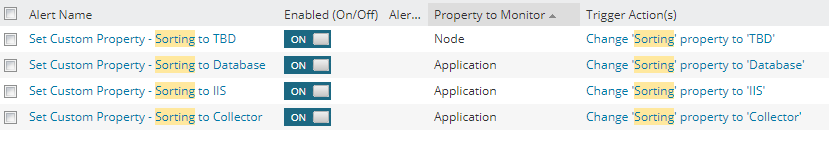 Alert Name Enabled (On/Off) Aler... Property to Monitor Trigger Action(s)
Set Custom Property - Sorting to TBD ON Node Change 'Sorting' property to 'TBD'
Set Custom Property - Sorting to Database ON Application Change 'Sorting' property to 'Database'
Set Custom Property - Sorting to IIS ON Application Change 'Sorting' property to 'IIS'
Set Custom Property - Sorting to Collector ON Application Change 'Sorting' property to 'Collector'